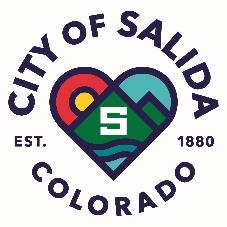 CITY OF SALIDA
S
EST. 1880
COLORADO